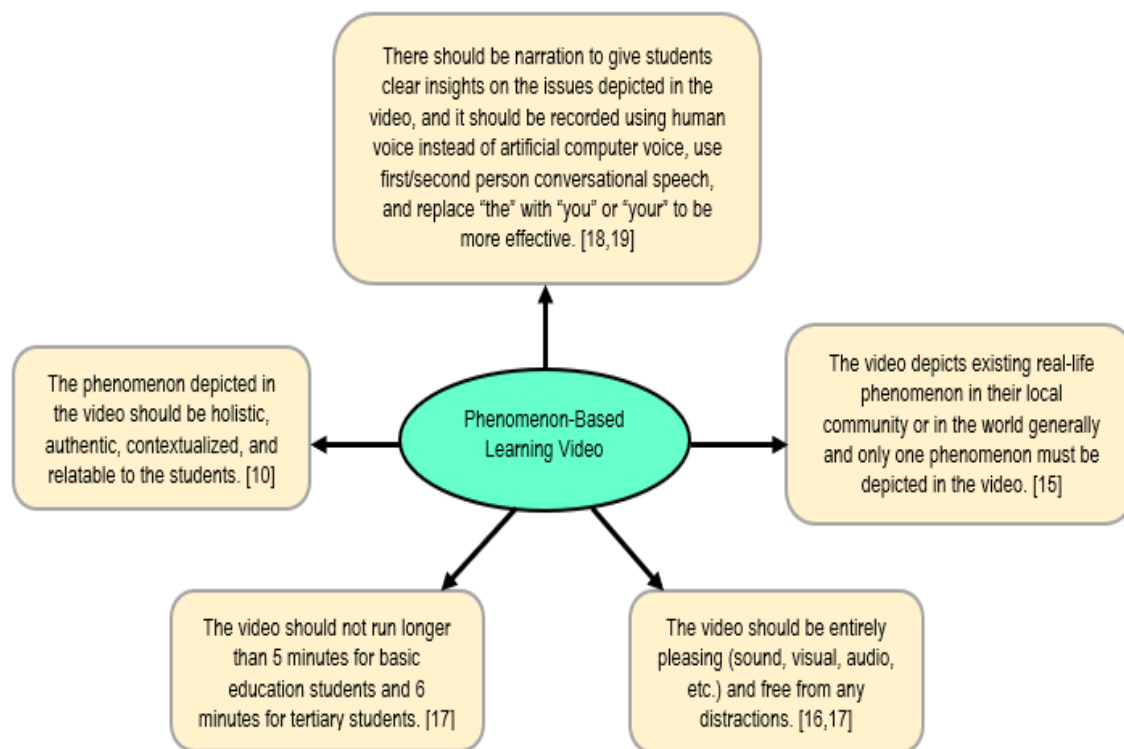 There should be narration to give students
clear insights on the issues depicted in the
video, and it should be recorded using human
voice instead of artificial computer voice, use
first/second person conversational speech,
and replace “the” with “you” or “your” to be
more effective. [18,19]
The phenomenon depicted in
the video should be holistic,
authentic, contextualized, and
relatable to the students. [10]
Phenomenon-Based
Learning Video
The video depicts existing real-life
phenomenon in their local
community or in the world generally
and only one phenomenon must be
depicted in the video. [15]
The video should not run longer
than 5 minutes for basic
education students and 6
minutes for tertiary students. [17]
The video should be entirely
pleasing (sound, visual, audio,
etc.) and free from any
distractions. [16,17]